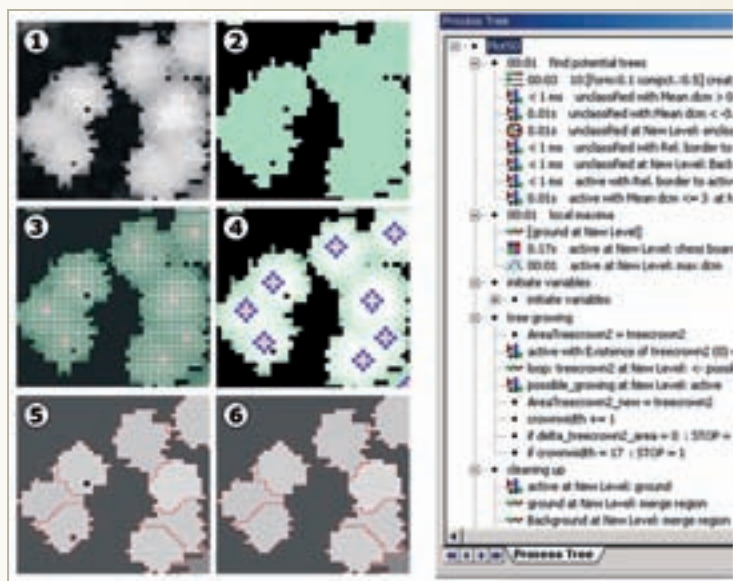 1
2
3
4
5
6
Process Tree
00:01 find potential trees
00:03 10:[form:0.1 compct.:0.5] creat
< 1 ms unclassified with Mean dcm > 0
0.01s unclassified with Mean dcm < -0.
0.01s unclassified at New Level: enclos
< 1 ms unclassified with Rel. border to
< 1 ms unclassified at New Level: Back
< 1 ms active with Rel. border to activ
0.01s active with Mean dcm <= 3 at N
00:01 local maxima
[ground at New Level]
0.17s active at New Level: chess boar
00:01 active at New Level: max dcm
initiate variables
initiate variables
tree growing
AreaTreecrown2 = treecrown2
active with Existence of treecrown2 (0)
loop: treecrown2 at New Level: <- possi
possible_growing at New Level: active
AreaTreecrown2_new = treecrown2
crownwidth += 1
if delta_treecrown2_area = 0 : STOP =
if crownwidth = 17 : STOP = 1
cleaning up
active at New Level: ground
ground at New Level: merge region
Background at New Level: merge region
Process Tree